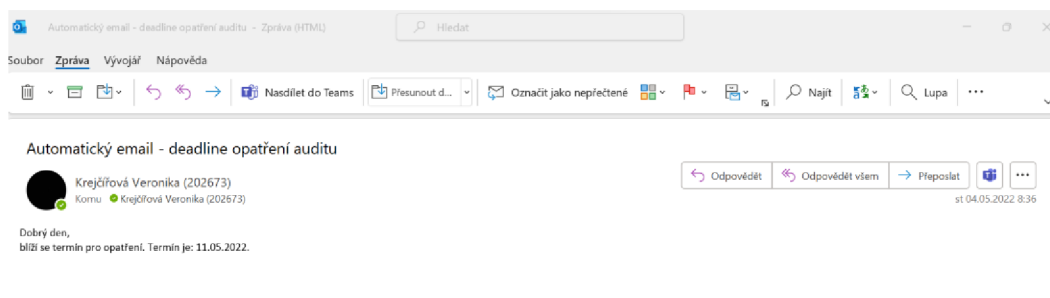 Automatický email - deadline opatření auditu - Zpráva (HTML)
Hledat
Soubor Zpráva Vývojář Nápověda
Nasdílet do Teams Přesunout d... Označit jako nepřečtené Najít Lupa ...
Automatický email - deadline opatření auditu
Krejčířová Veronika (202673)
Odpovědět Odpovědět všem Přeposlat ...
Komu Krejčířová Veronika (202673)
st 04.05.2022 8:36
Dobrý den,
blíží se termín pro opatření. Termín je: 11.05.2022.